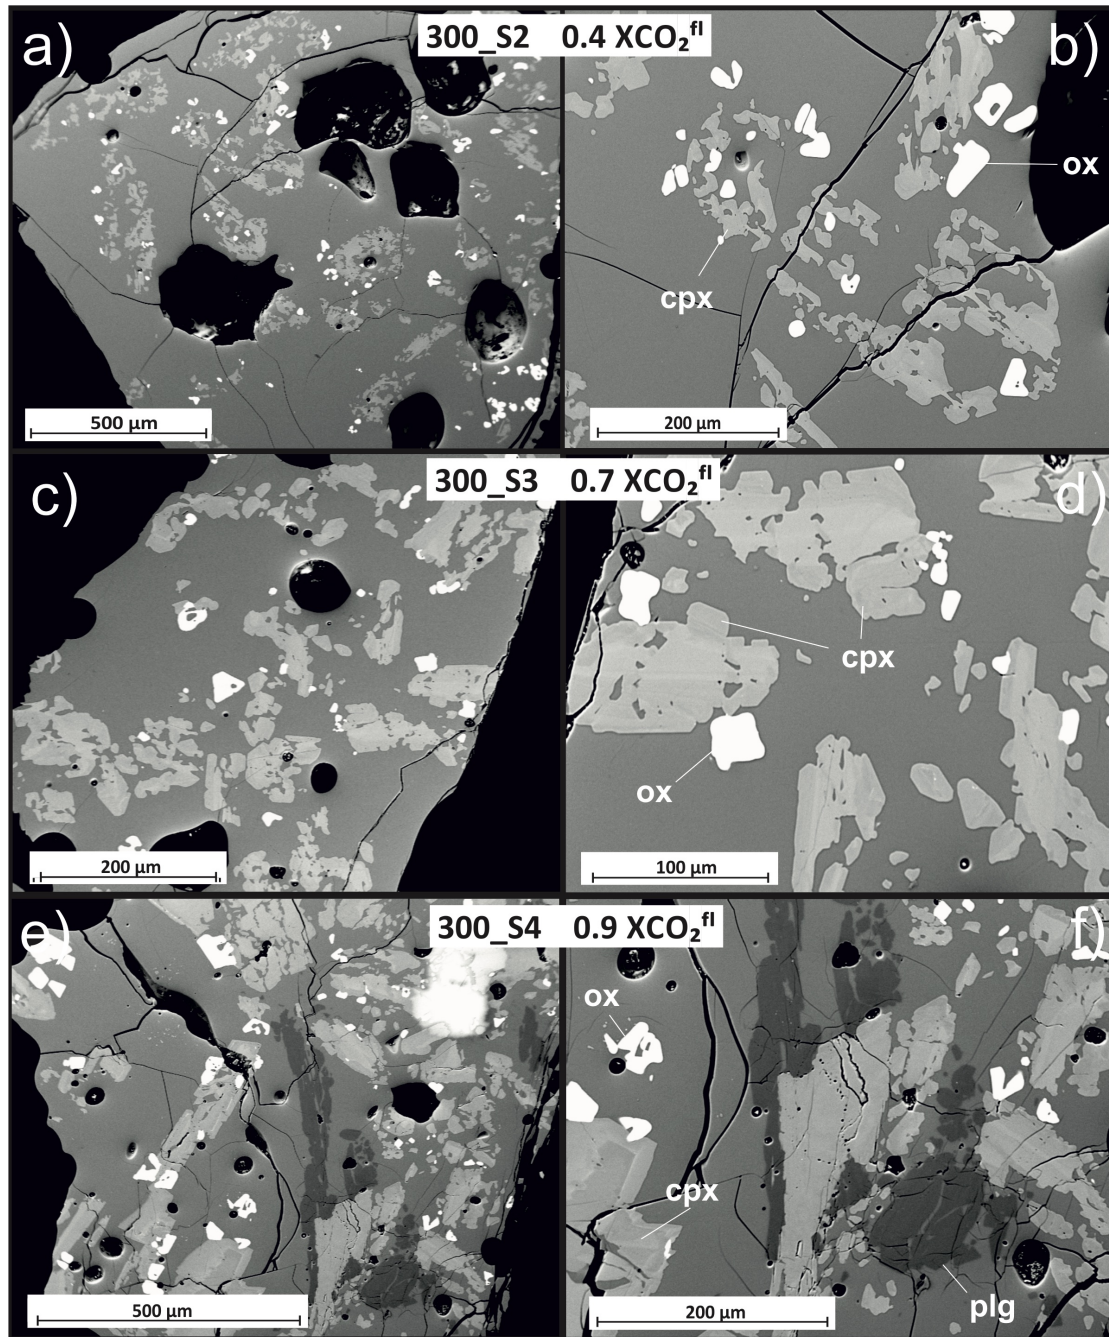 a)
300_S2 0.4 XCO₂ᶠˡ
b)
ox
cpx
500 µm
200 µm
c)
300_S3 0.7 XCO₂ᶠˡ
d)
cpx
ox
200 µm
100 µm
e)
300_S4 0.9 XCO₂ᶠˡ
f)
ox
cpx
plg
500 µm
200 µm